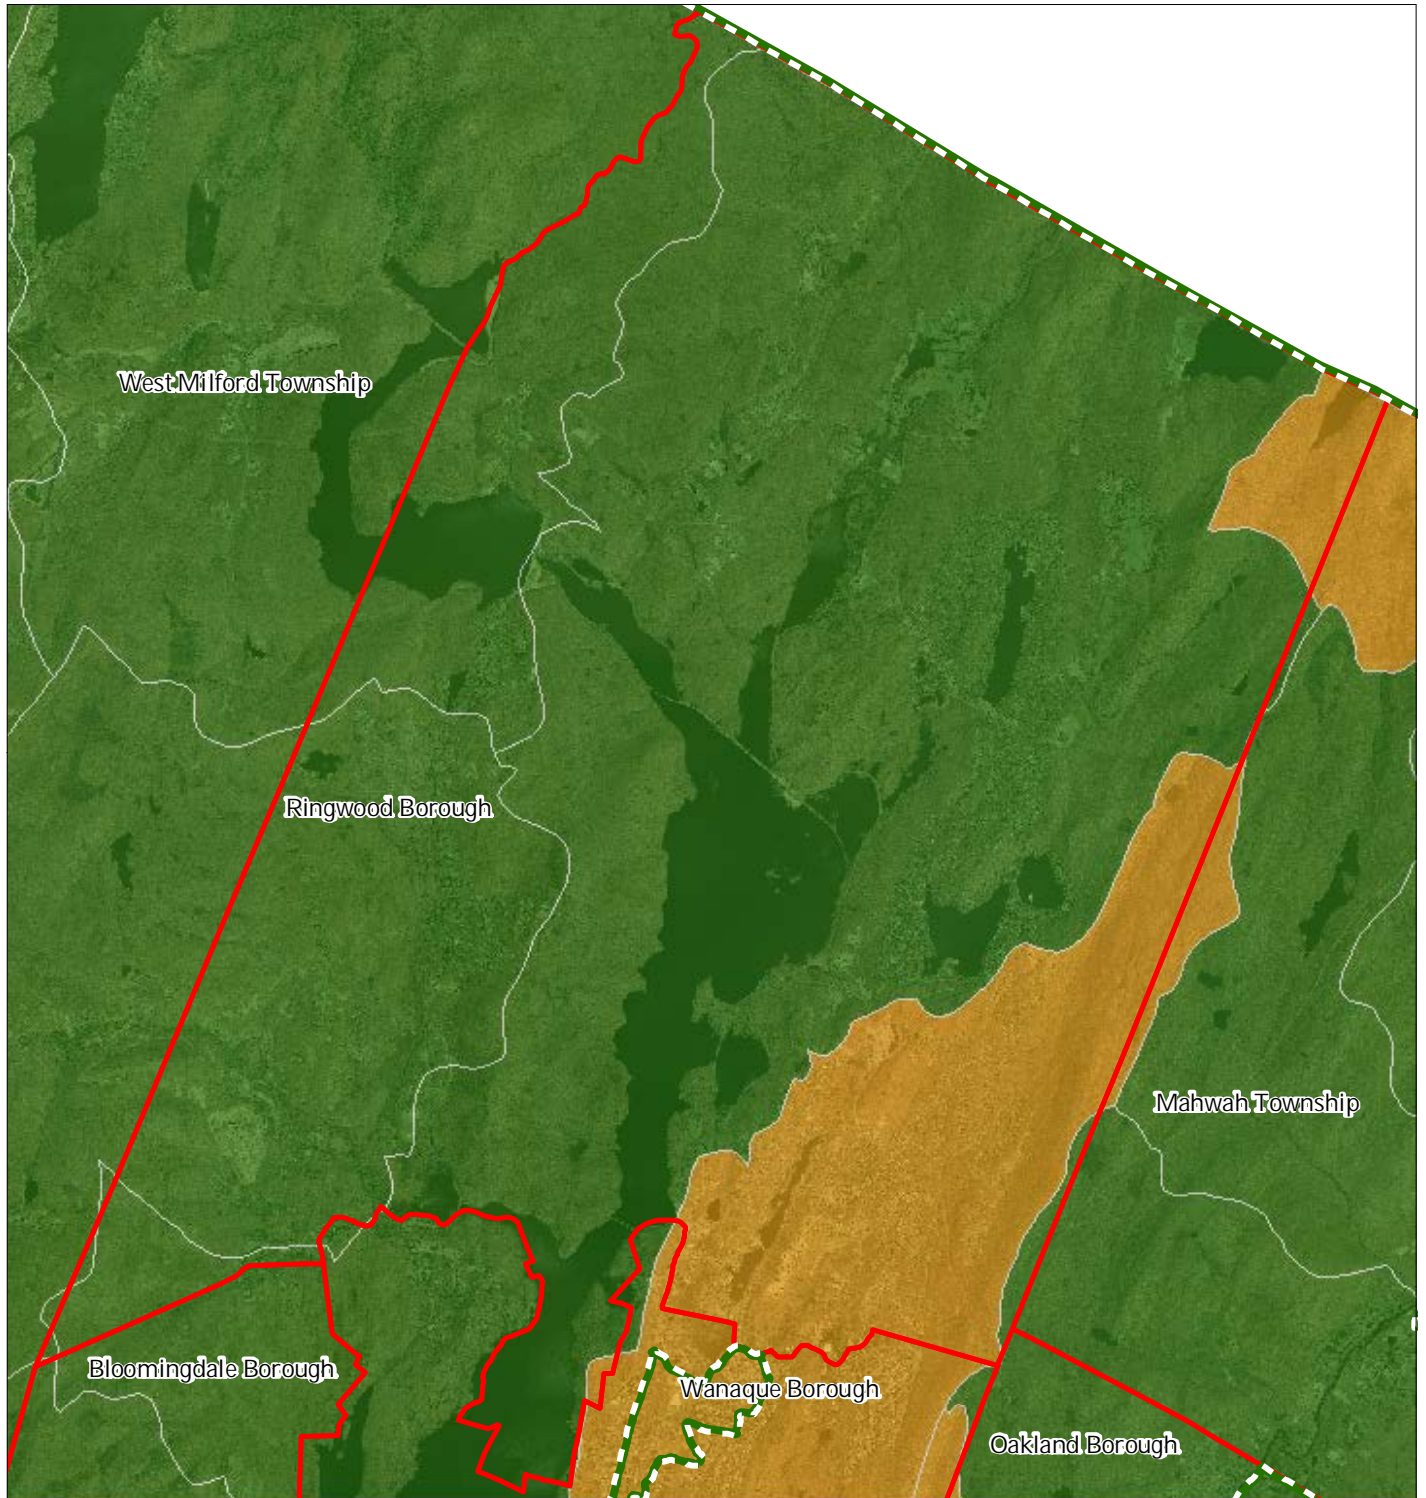 West Milford Township
Ringwood Borough
Mahwah Township
Bloomingdale Borough
Wanaque Borough
Oakland Borough